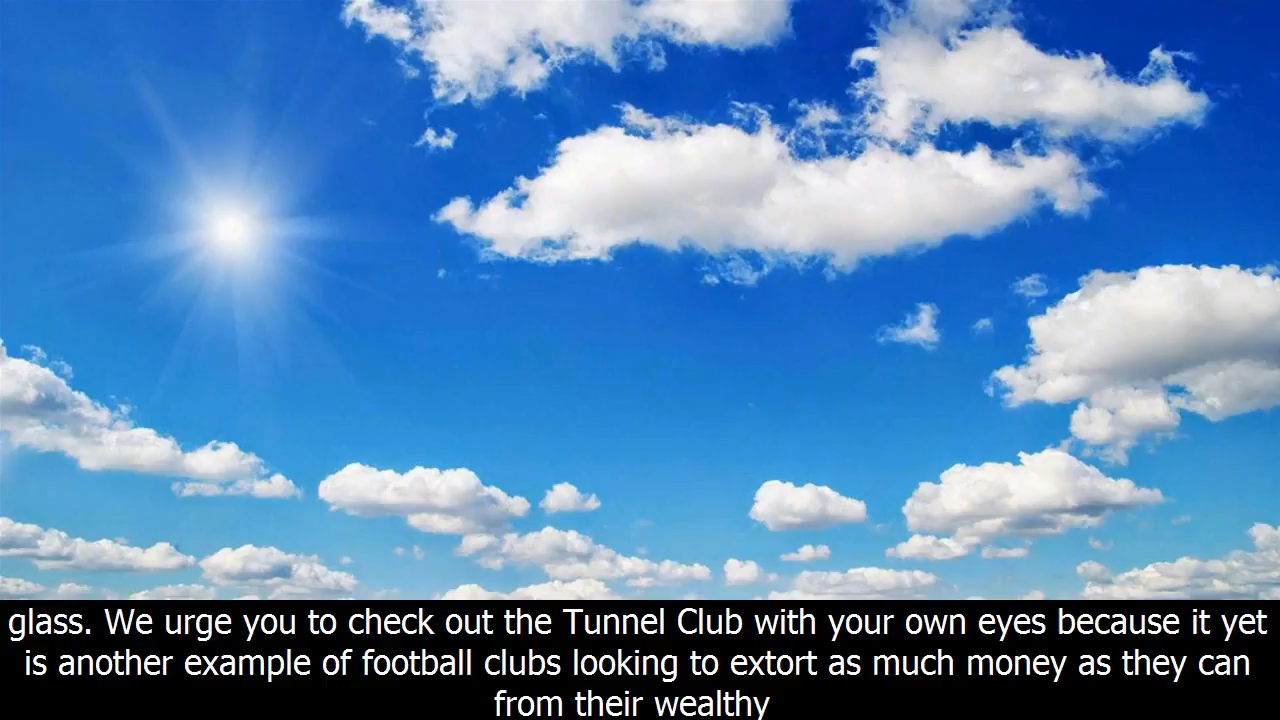 glass. We urge you to check out the Tunnel Club with your own eyes because it yet
is another example of football clubs looking to extort as much money as they can
from their wealthy